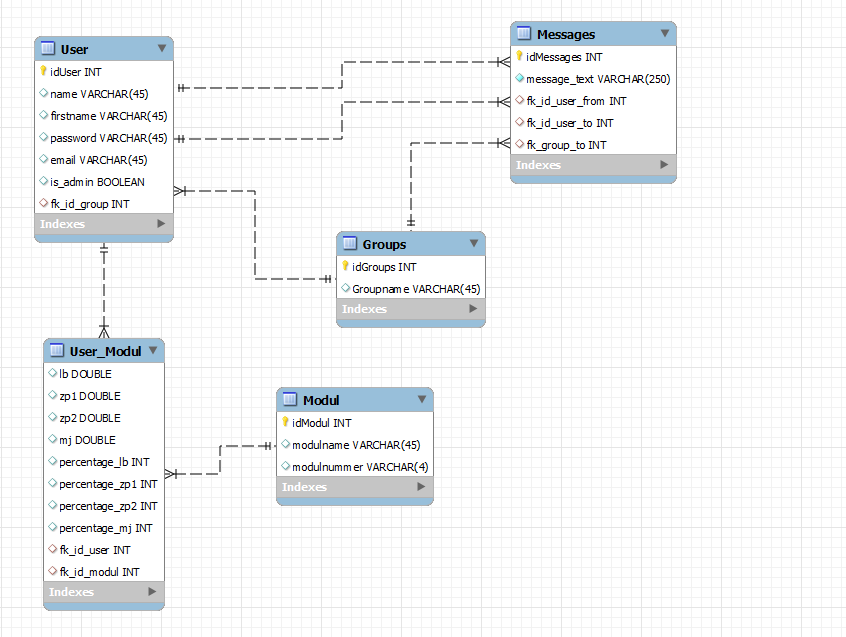 User
idUser INT
name VARCHAR(45)
firstname VARCHAR(45)
password VARCHAR(45)
email VARCHAR(45)
is_admin BOOLEAN
fk_id_group INT
Indexes
Messages
idMessages INT
message_text VARCHAR(250)
fk_id_user_from INT
fk_id_user_to INT
fk_group_to INT
Indexes
Groups
idGroups INT
Groupname VARCHAR(45)
Indexes
User_Modul
lb DOUBLE
zp1 DOUBLE
zp2 DOUBLE
mj DOUBLE
percentage_lb INT
percentage_zp1 INT
percentage_zp2 INT
percentage_mj INT
fk_id_user INT
fk_id_modul INT
Indexes
Modul
idModul INT
modulname VARCHAR(45)
modulnummer VARCHAR(4)
Indexes